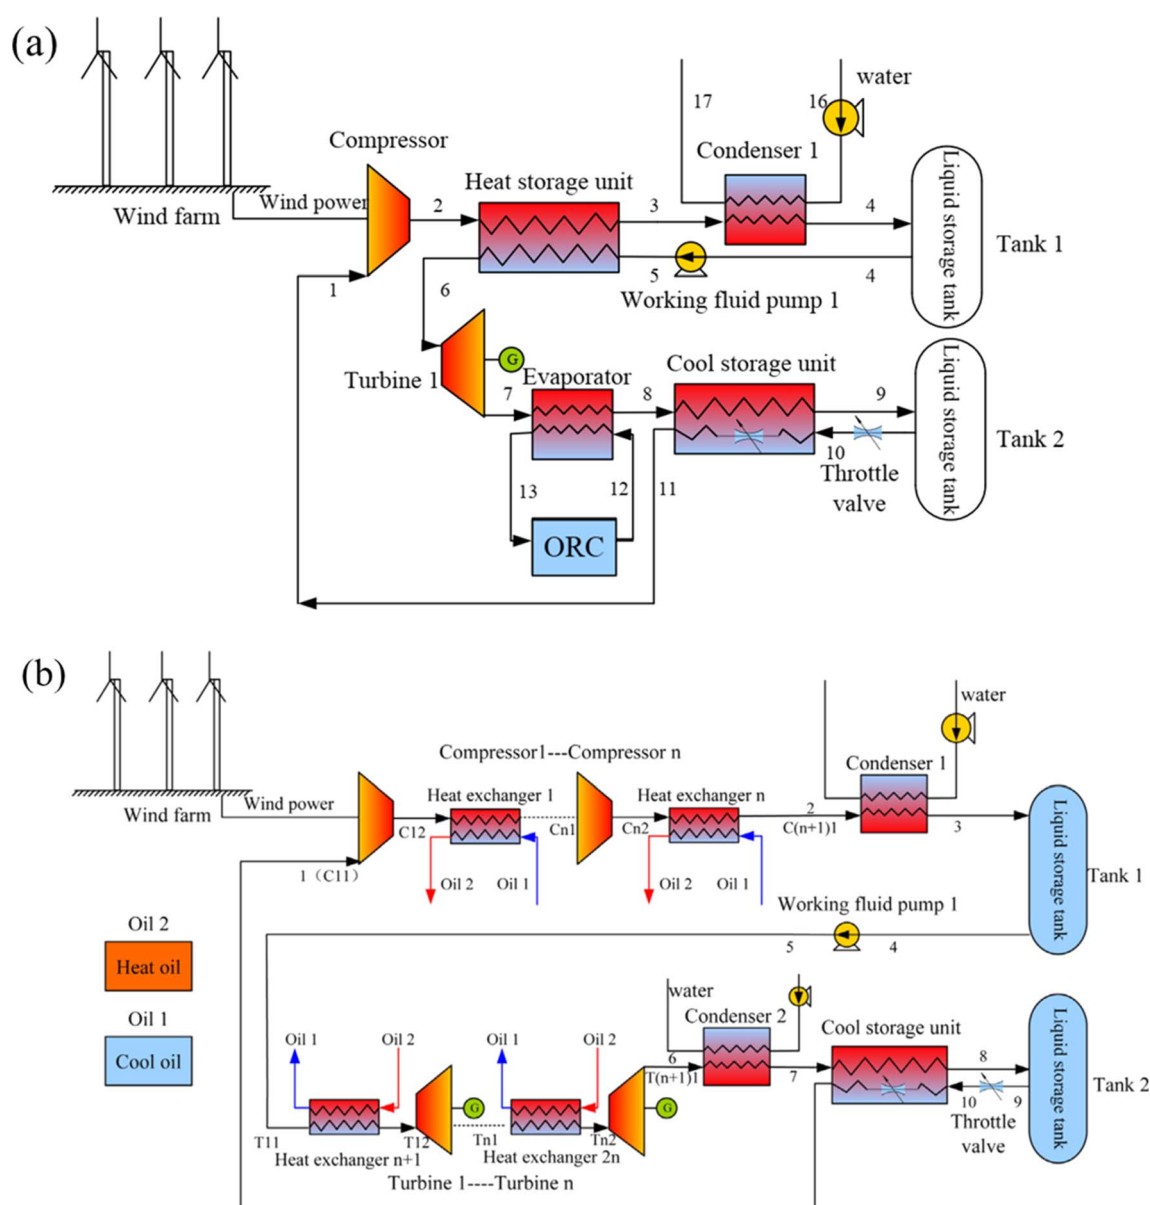 (a)
water
17
16
Compressor
Condenser 1
Heat storage unit
Wind power
Wind farm
2
3
4
Liquid storage tank
Tank 1
1
6
5
4
Working fluid pump 1
G
Turbine 1
Evaporator
Cool storage unit
7
8
9
Liquid storage tank
Tank 2
10
Throttle
valve
13
12
11
ORC
(b)
water
Compressor1---Compressor n
Condenser 1
Heat exchanger 1
Heat exchanger n
Wind power
Wind farm
C12
Cn1
Cn2
2
C(n+1)1
3
Liquid storage tank
Tank 1
1（C11）
Oil 2
Oil 1
Oil 2
Oil 1
Working fluid pump 1
5
4
Oil 2
Heat oil
Oil 1
Cool oil
water
Condenser 2
Cool storage unit
Oil 1
Oil 2
Oil 1
Oil 2
6
T(n+1)1
7
8
Liquid storage tank
Tank 2
10
9
Throttle
valve
G
G
T11
T12
Tn1
Tn2
Heat exchanger n+1
Heat exchanger 2n
Turbine 1----Turbine n